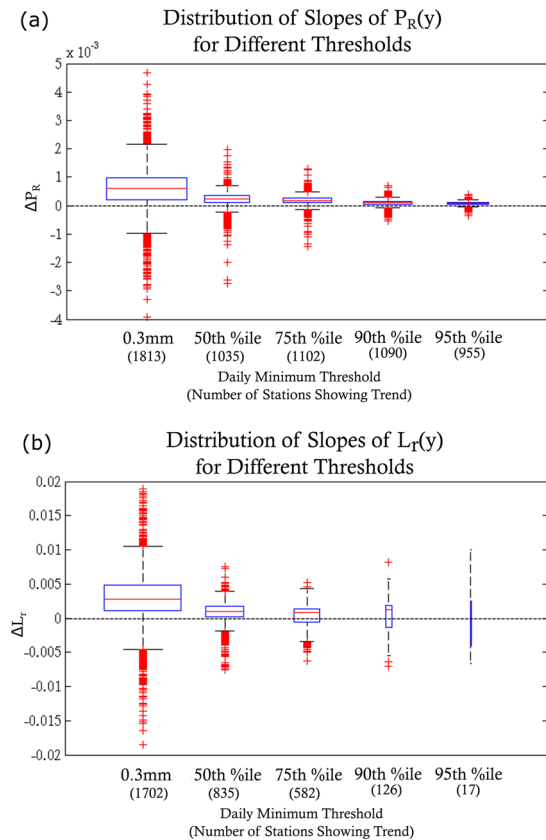 (a)
Distribution of Slopes of P_R(y)
for Different Thresholds
x 10^-3
5
4
3
2
1
0
-1
-2
-3
-4
ΔP_R
0.3mm 50th %ile 75th %ile 90th %ile 95th %ile
(1813) (1035) (1102) (1090) (955)
Daily Minimum Threshold
(Number of Stations Showing Trend)
(b)
Distribution of Slopes of L_r(y)
for Different Thresholds
0.02
0.015
0.01
0.005
0
-0.005
-0.01
-0.015
-0.02
ΔL_r
0.3mm 50th %ile 75th %ile 90th %ile 95th %ile
(1702) (835) (582) (126) (17)
Daily Minimum Threshold
(Number of Stations Showing Trend)